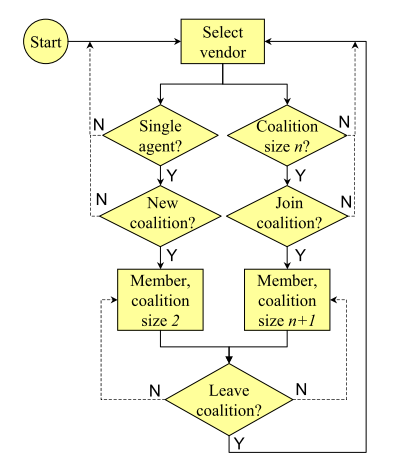 Start
Select
vendor
N
Single
agent?
Coalition
size n?
N
Y
Y
N
New
coalition?
Join
coalition?
N
Y
Y
Member,
coalition
size 2
Member,
coalition
size n+1
N
Leave
coalition?
N
Y